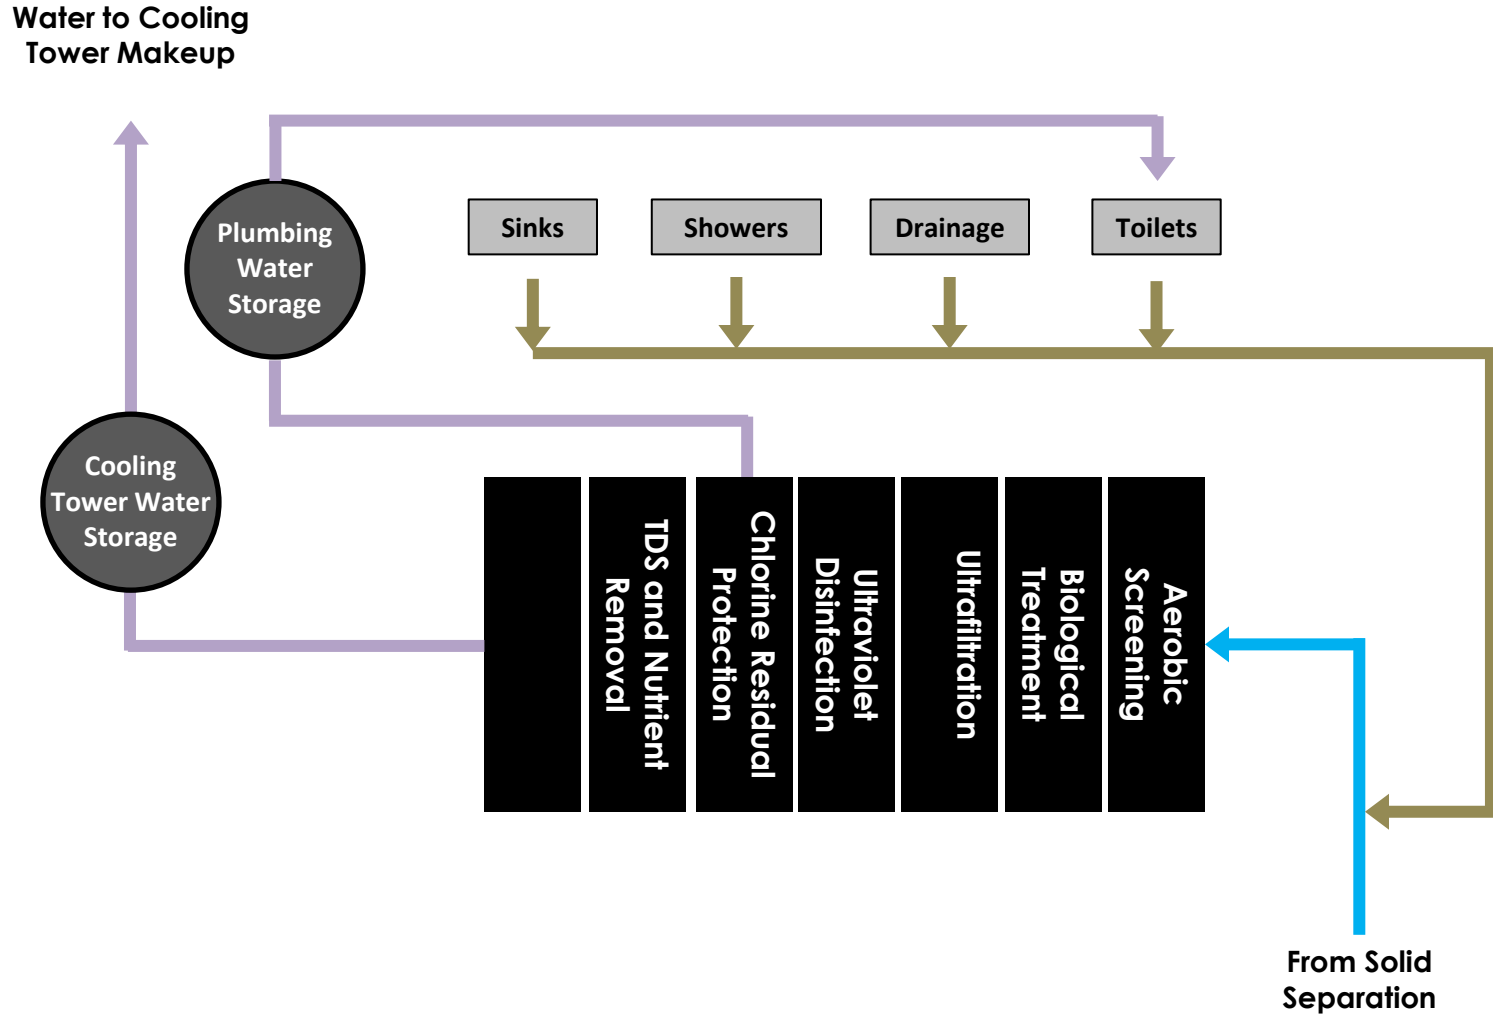 Water to Cooling
Tower Makeup
Plumbing
Water
Storage
Sinks
Showers
Drainage
Toilets
Cooling
Tower Water
Storage
TDS and Nutrient
Removal
Chlorine Residual
Protection
Ultraviolet
Disinfection
Ultrafiltration
Biological
Treatment
Aerobic
Screening
From Solid
Separation